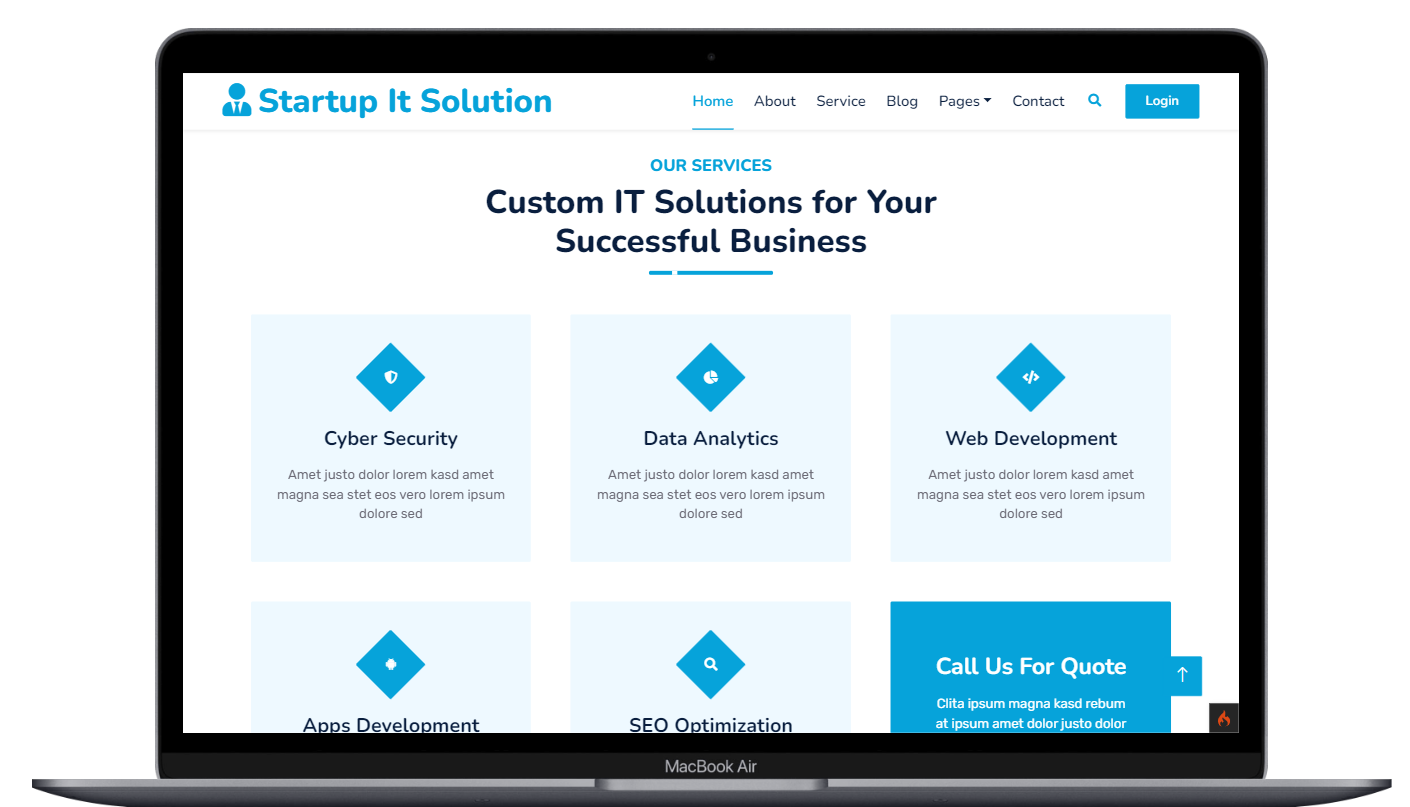 Startup It Solution
Home About Service Blog Pages Contact Login
OUR SERVICES
Custom IT Solutions for Your
Successful Business
Cyber Security
Amet justo dolor lorem kasd amet
magna sea stet eos vero lorem ipsum
dolore sed
Data Analytics
Amet justo dolor lorem kasd amet
magna sea stet eos vero lorem ipsum
dolore sed
Web Development
Amet justo dolor lorem kasd amet
magna sea stet eos vero lorem ipsum
dolore sed
Apps Development
SEO Optimization
Call Us For Quote
Clita ipsum magna kasd rebum
at ipsum amet dolor justo dolor
MacBook Air